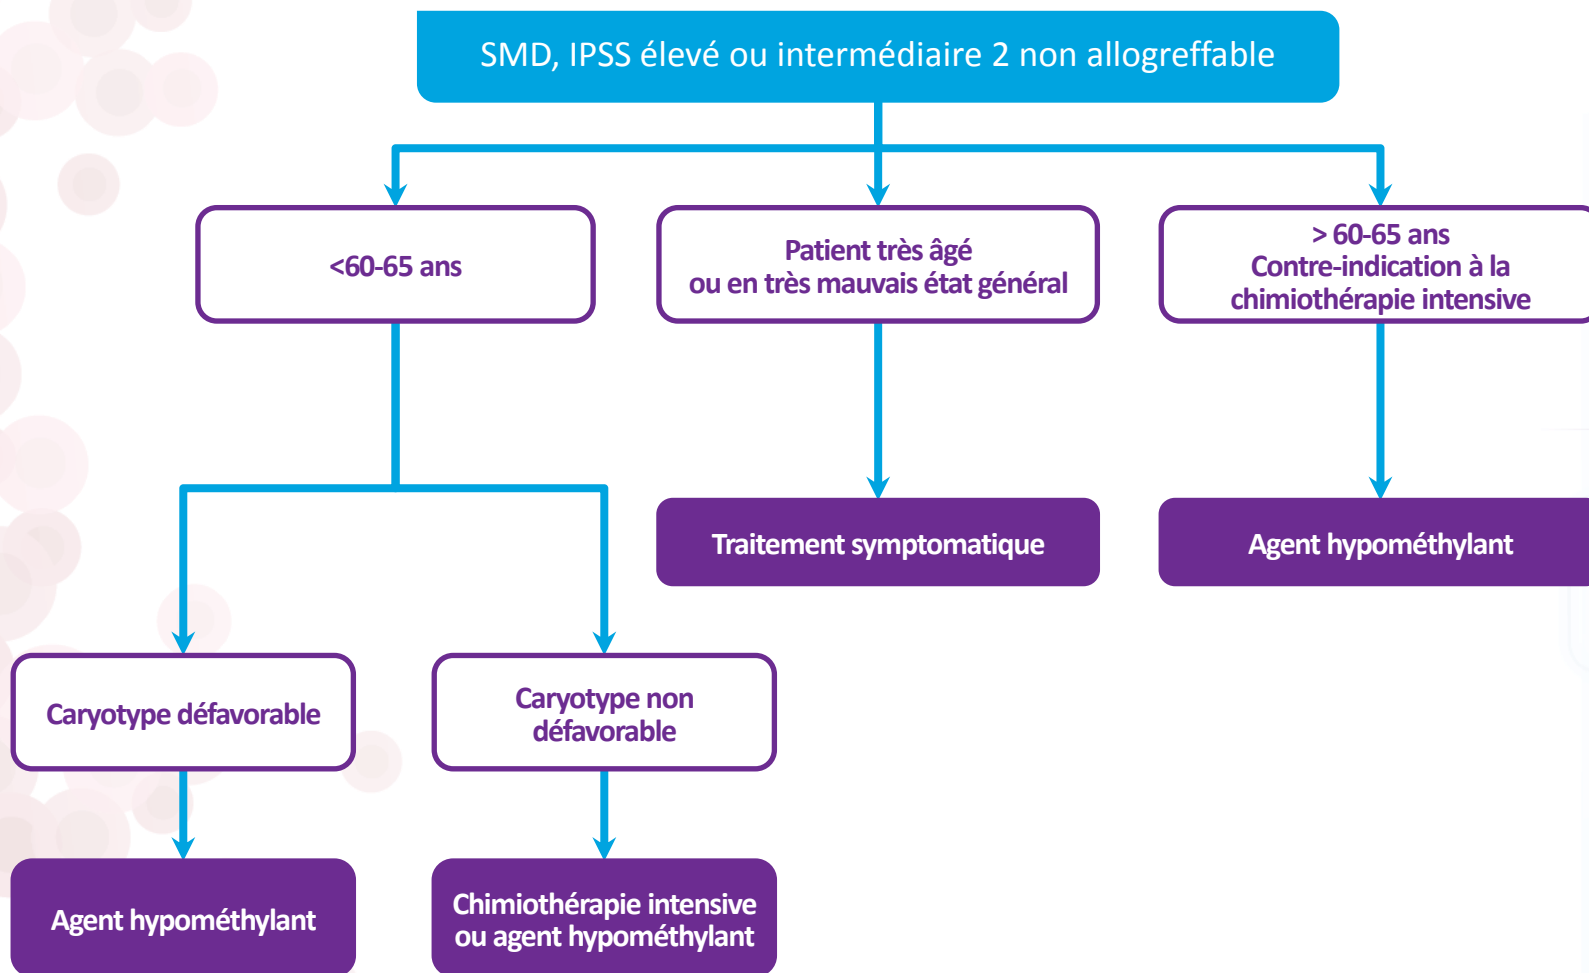 SMD, IPSS élevé ou intermédiaire 2 non allogreffable
<60-65 ans
Patient très âgé
ou en très mauvais état général
> 60-65 ans
Contre-indication à la
chimiothérapie intensive
Traitement symptomatique
Agent hypométhylant
Caryotype défavorable
Caryotype non
défavorable
Agent hypométhylant
Chimiothérapie intensive
ou agent hypométhylant